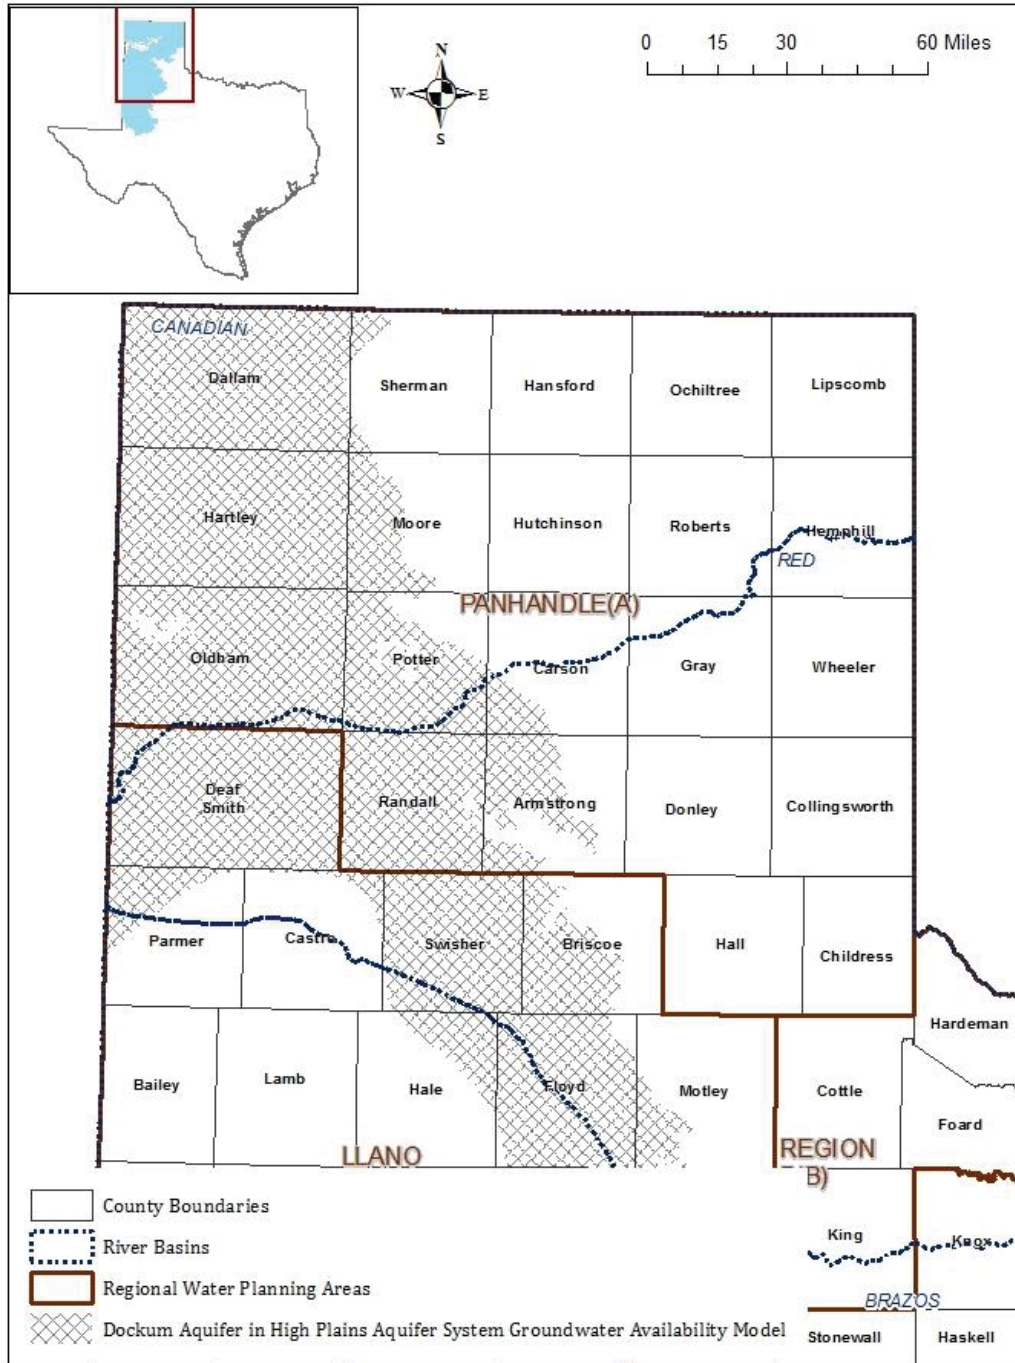 N
W E
S
0 15 30 60 Miles
CANADIAN
Dallam
Sherman
Hansford
Ochiltree
Lipscomb
Hartley
Moore
Hutchinson
Roberts
Hemphill
RED
PANHANDLE(A)
Oldham
Potter
Carson
Gray
Wheeler
Deaf
Smith
Randall
Armstrong
Donley
Collingsworth
Parmer
Castro
Swisher
Briscoe
Hall
Childress
Hardeman
Bailey
Lamb
Hale
Floyd
Motley
Cottle
Foard
LLANO
REGION
B)
County Boundaries
River Basins
Regional Water Planning Areas
Dockum Aquifer in High Plains Aquifer System Groundwater Availability Model
King
Knox
BRAZOS
Stonewall
Haskell